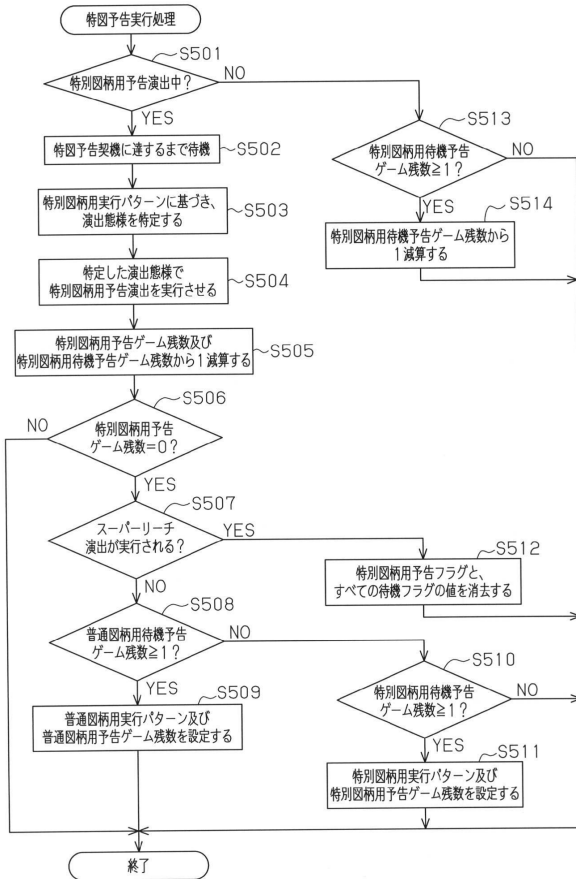 特図予告実行処理
S501
特別図柄用予告演出中？
NO
YES
特図予告契機に達するまで待機
S502
特別図柄用実行パターンに基づき、
演出態様を特定する
S503
特定した演出態様で
特別図柄用予告演出を実行させる
S504
特別図柄用予告ゲーム残数及び
特別図柄用待機予告ゲーム残数から1減算する
S505
S506
特別図柄用予告
ゲーム残数=0？
NO
YES
S507
スーパーリーチ
演出が実行される？
YES
NO
S508
普通図柄用待機予告
ゲーム残数≧1？
NO
YES
S509
普通図柄用実行パターン及び
普通図柄用予告ゲーム残数を設定する
S510
特別図柄用待機予告
ゲーム残数≧1？
NO
YES
S511
特別図柄用実行パターン及び
特別図柄用予告ゲーム残数を設定する
S512
特別図柄用予告フラグと、
すべての待機フラグの値を消去する
S513
特別図柄用待機予告
ゲーム残数≧1？
NO
YES
S514
特別図柄用待機予告ゲーム残数から
1減算する
終了